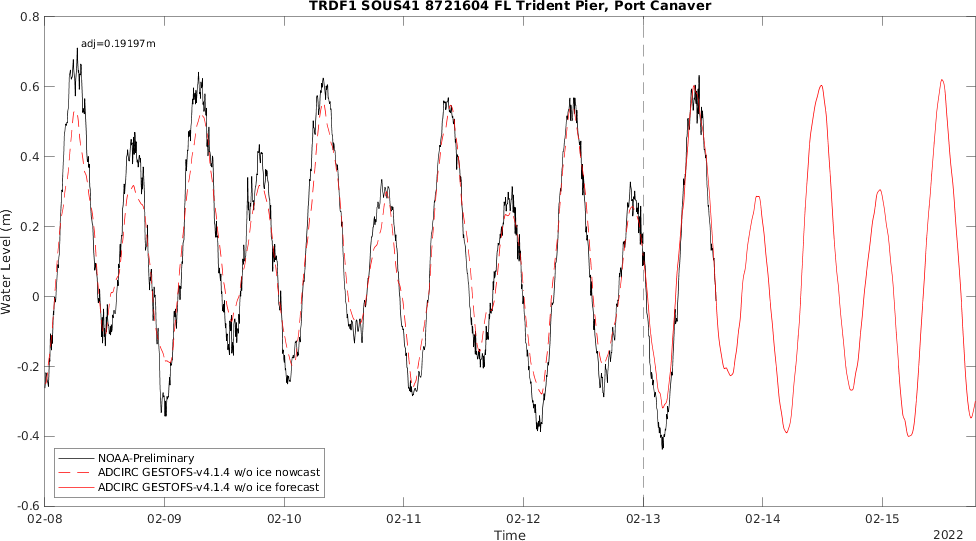 TRDF1 SOUS41 8721604 FL Trident Pier, Port Canaver
adj=0.19197m
0.8
0.6
0.4
0.2
0
-0.2
-0.4
-0.6
Water Level (m)
NOAA-Preliminary
ADCIRC GESTOFS-v4.1.4 w/o ice nowcast
ADCIRC GESTOFS-v4.1.4 w/o ice forecast
02-08 02-09 02-10 02-11 02-12 02-13 02-14 02-15
Time
2022